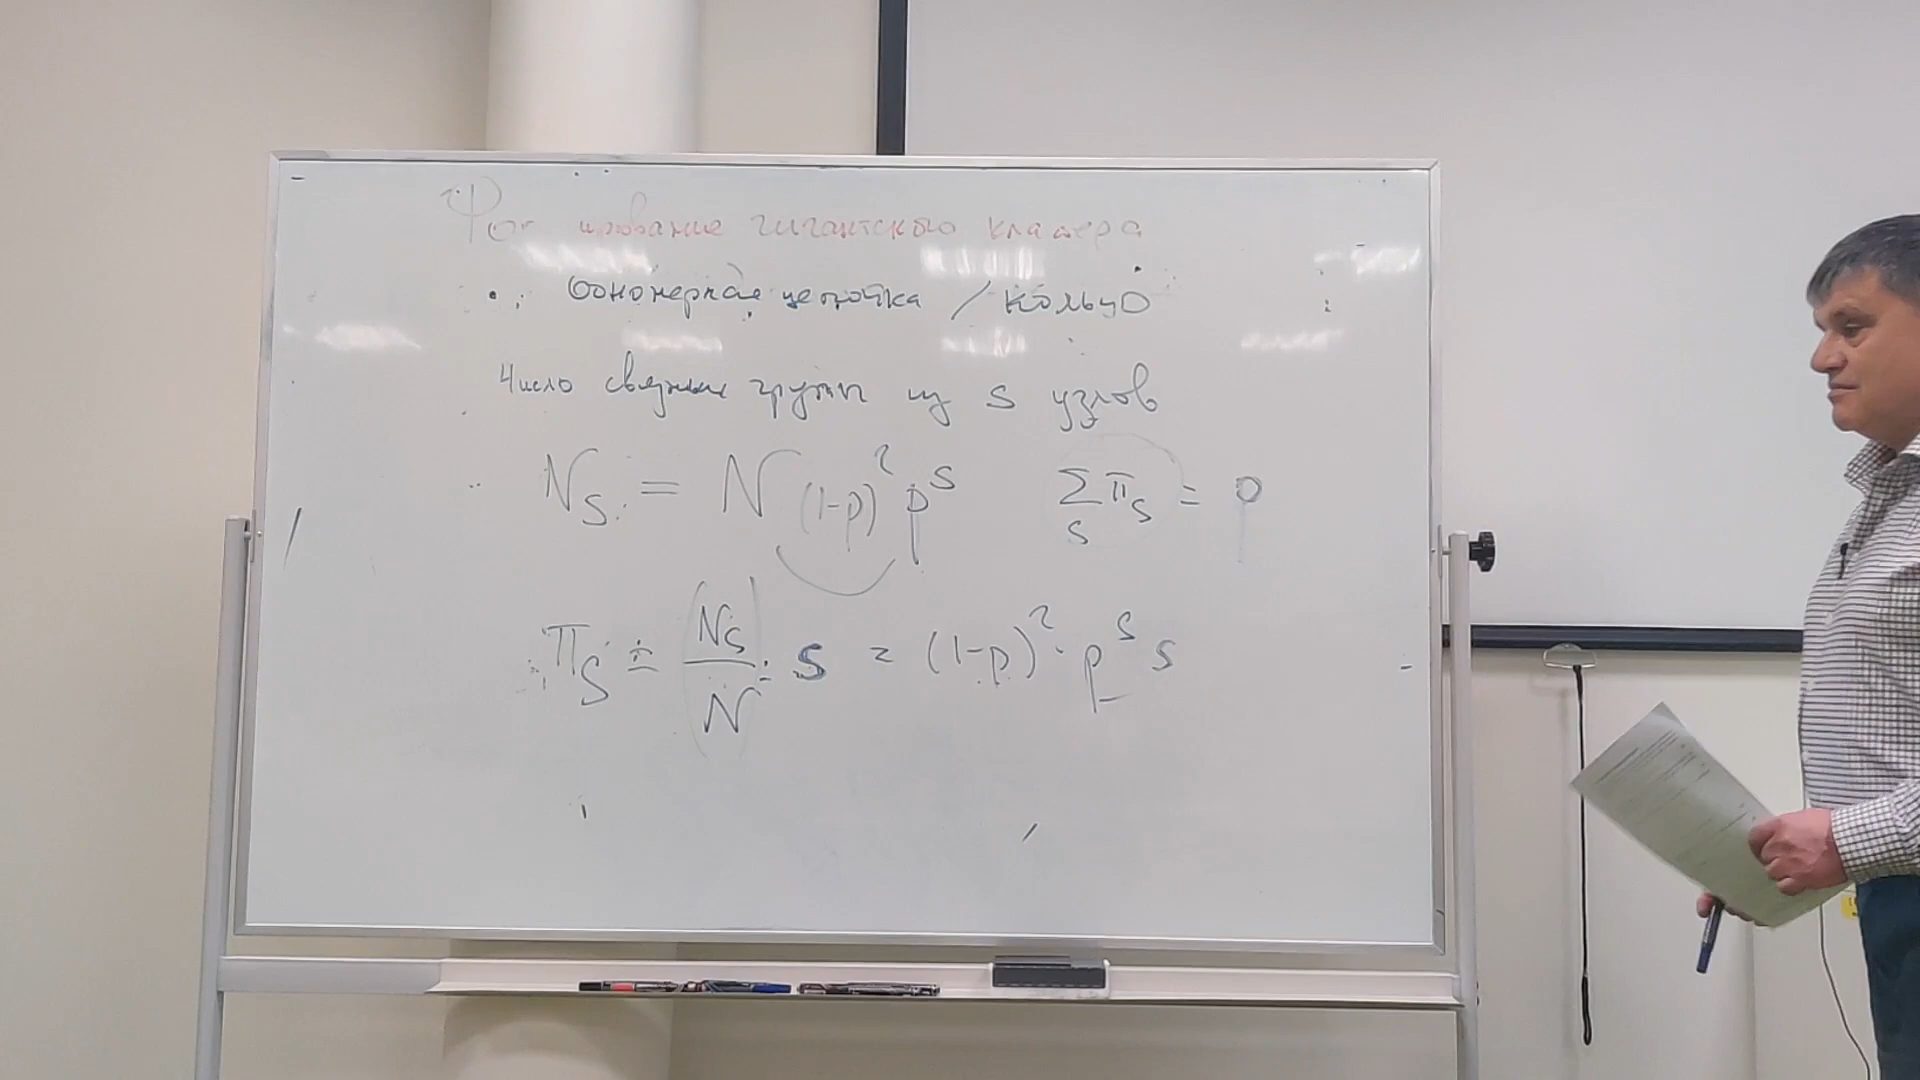 Формирование гигантского кластера
Одномерная цепочка / кольцо
Число связных групп из s узлов
N_S = N (1-p)^2 p^S    ∑_S π_S = p
π_S = (N_S / N) · S = (1-p)^2 · p^S S